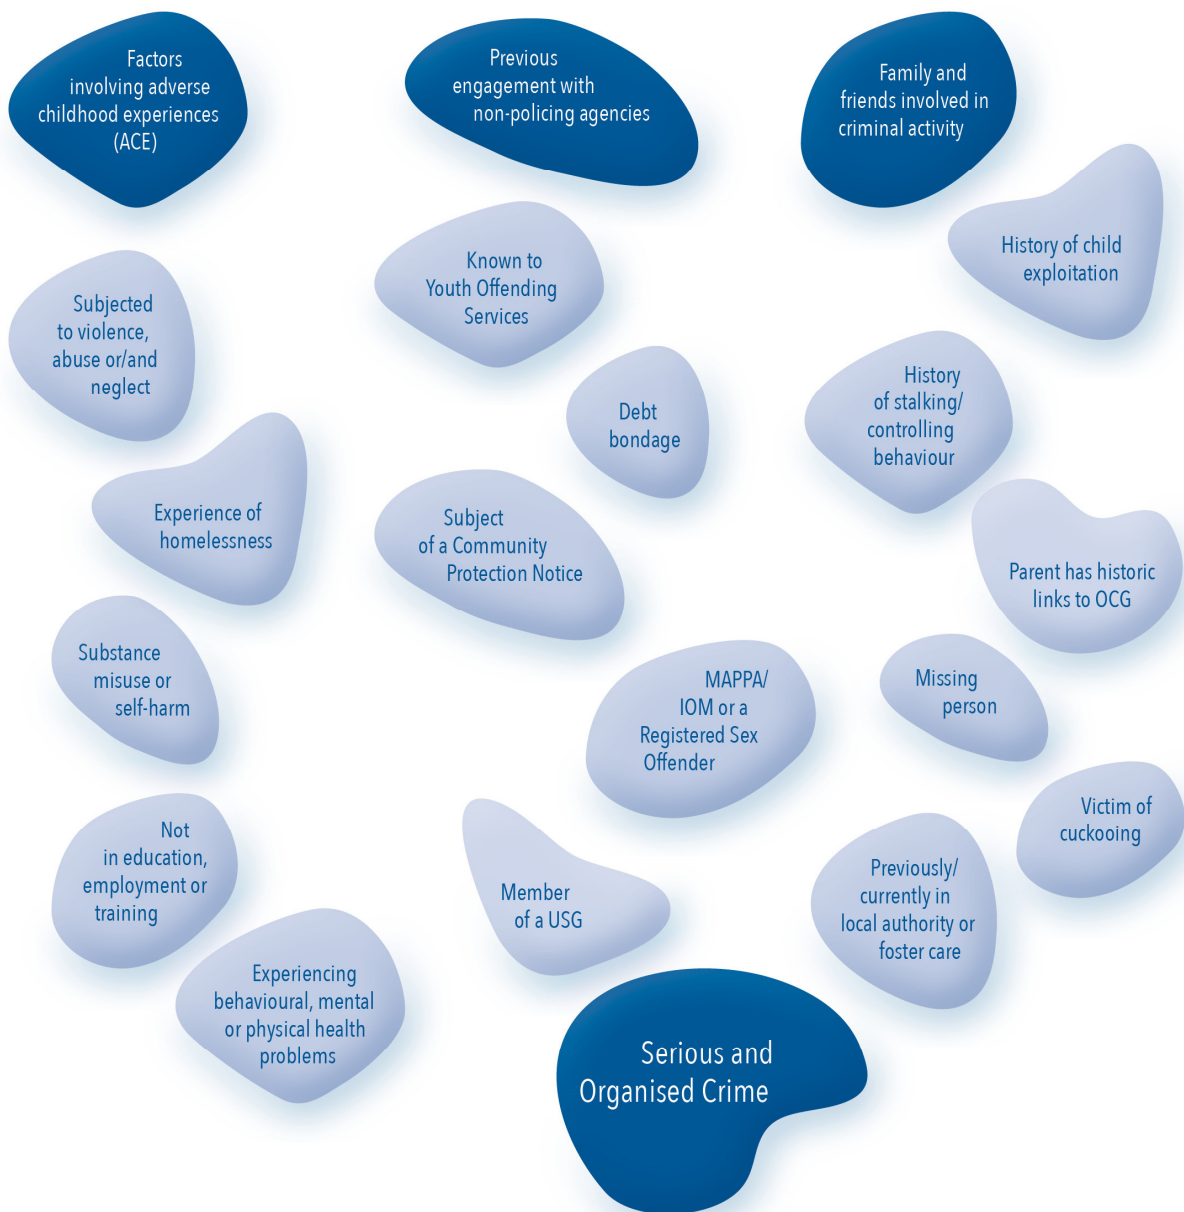 Factors
involving adverse
childhood experiences
(ACE)
Previous
engagement with
non-policing agencies
Family and
friends involved in
criminal activity
History of child
exploitation
Known to
Youth Offending
Services
Subjected
to violence,
abuse or/and
neglect
Debt
bondage
History
of stalking/
controlling
behaviour
Experience of
homelessness
Subject
of a Community
Protection Notice
Parent has historic
links to OCG
Substance
misuse or
self-harm
MAPPA/
IOM or a
Registered Sex
Offender
Missing
person
Victim of
cuckooing
Not
in education,
employment or
training
Member
of a USG
Previously/
currently in
local authority or
foster care
Experiencing
behavioural, mental
or physical health
problems
Serious and
Organised Crime